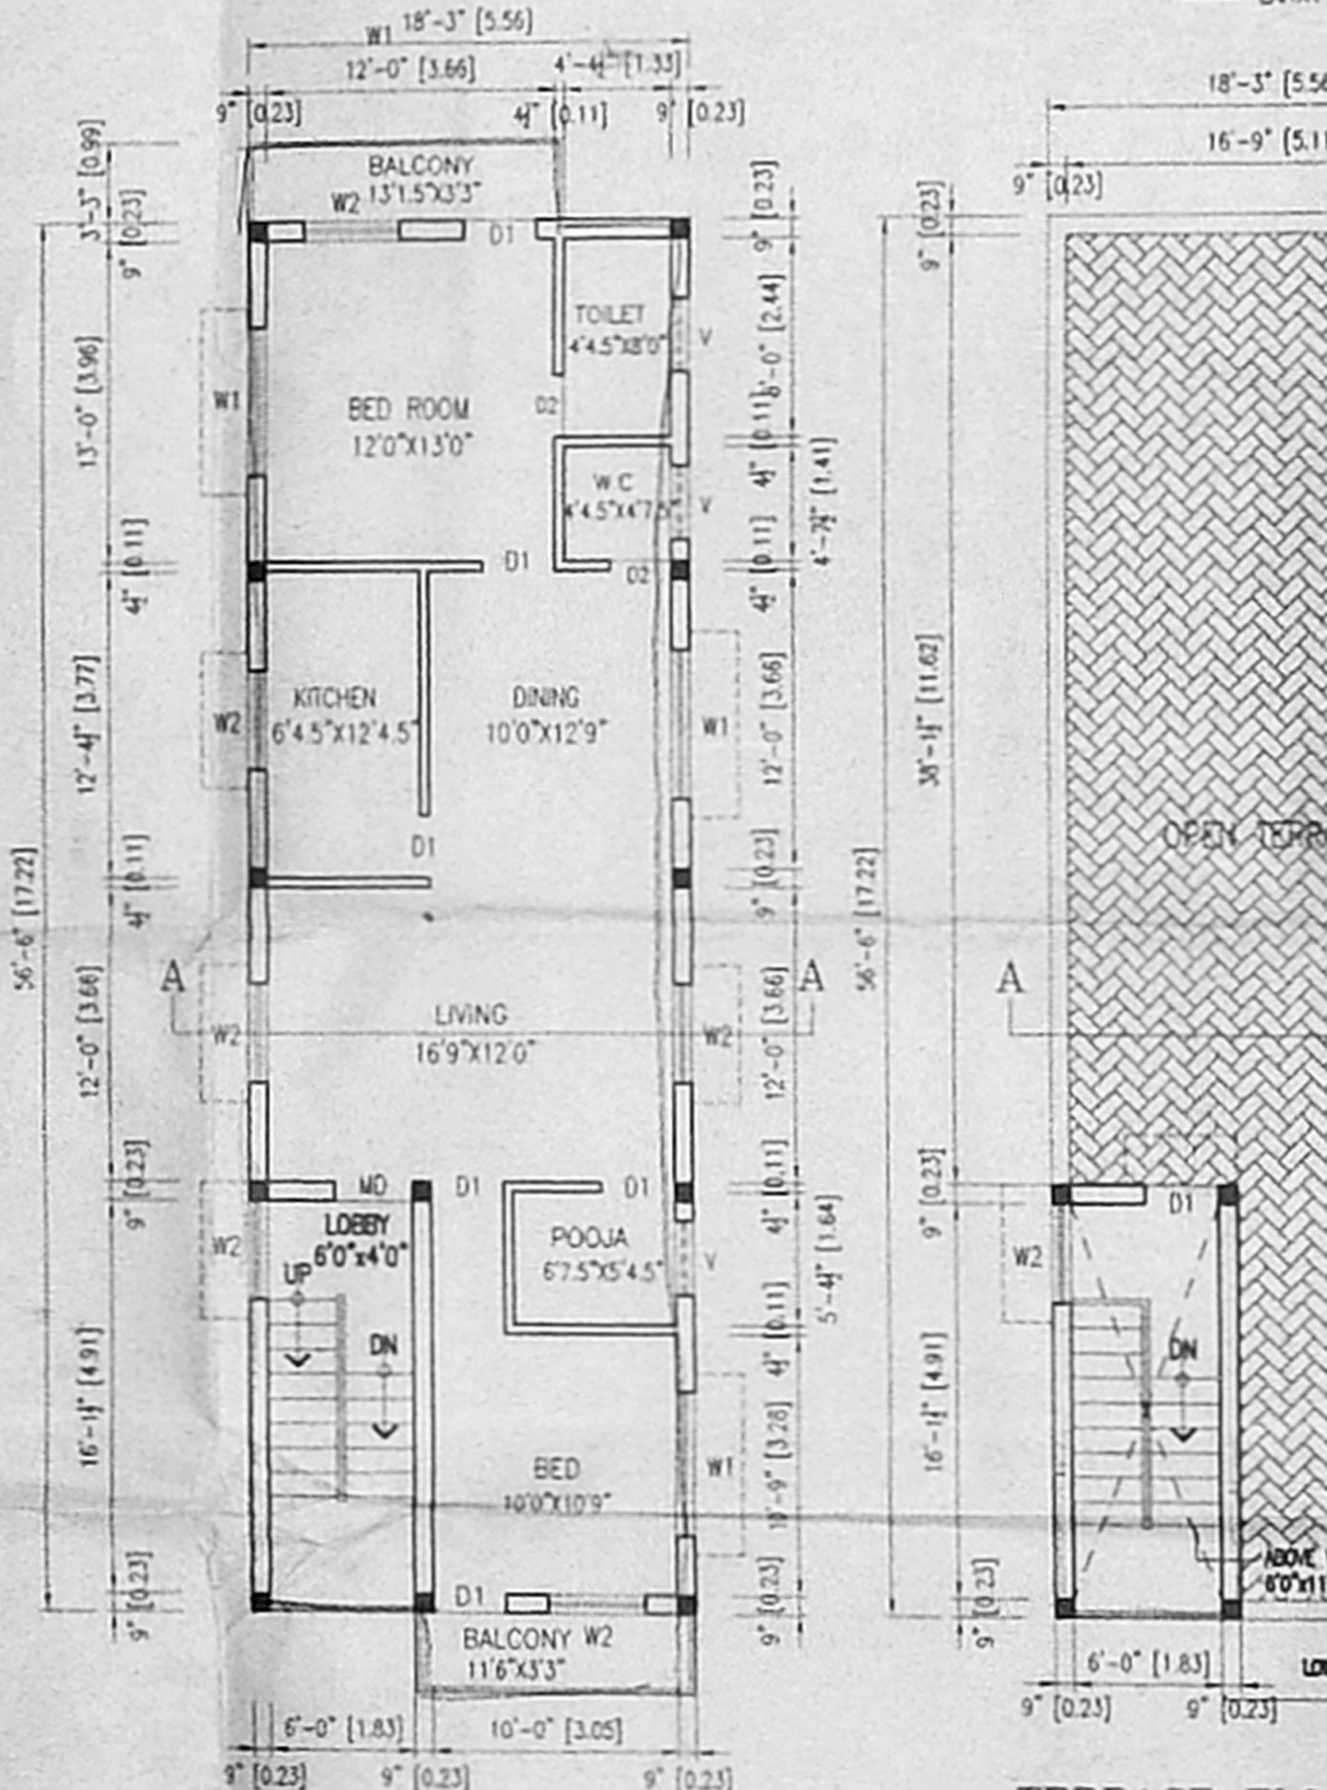 W1 18'-3" [5.56]
12'-0" [3.66]
4'-4½" [1.33]
9" [0.23]
4½" [0.11]
9" [0.23]
3'-3" [0.99]
9" [0.23]
BALCONY
13'1.5"X3'3"
W2
D1
9" [0.23]
TOILET
4'4.5"X8'0"
V
8'-0" [2.44]
13'-0" [3.96]
W1
BED ROOM
12'0"X13'0"
D2
4½" [0.11]
W C
4'4.5"X4'7.5"
V
4'-7½" [1.41]
4½" [0.11]
D1
D2
4½" [0.11]
12'-4½" [3.77]
W2
KITCHEN
6'4.5"X12'4.5"
DINING
10'0"X12'9"
W1
12'-0" [3.66]
D1
4½" [0.11]
9" [0.23]
56'-6" [17.22]
A
A
12'-0" [3.66]
W2
LIVING
16'9"X12'0"
W2
12'-0" [3.66]
9" [0.23]
MD
D1
D1
4½" [0.11]
W2
LOBBY
6'0"x4'0"
POOJA
6'7.5"X5'4.5"
V
5'-4½" [1.64]
UP
DN
4½" [0.11]
16'-1½" [4.91]
BED
10'0"X10'9"
W1
10'-9" [3.28]
9" [0.23]
D1
9" [0.23]
BALCONY W2
11'6"X3'3"
6'-0" [1.83]
10'-0" [3.05]
9" [0.23]
9" [0.23]
9" [0.23]
18'-3" [5.56
16'-9" [5.11
9" [0.23]
9" [0.23]
38'-1½" [11.62]
56'-6" [17.22]
OPEN
A
9" [0.23]
D1
W2
DN
16'-1½" [4.91]
ABOVE
9" [0.23]
6'-0" [1.83]
9" [0.23]
9" [0.23]